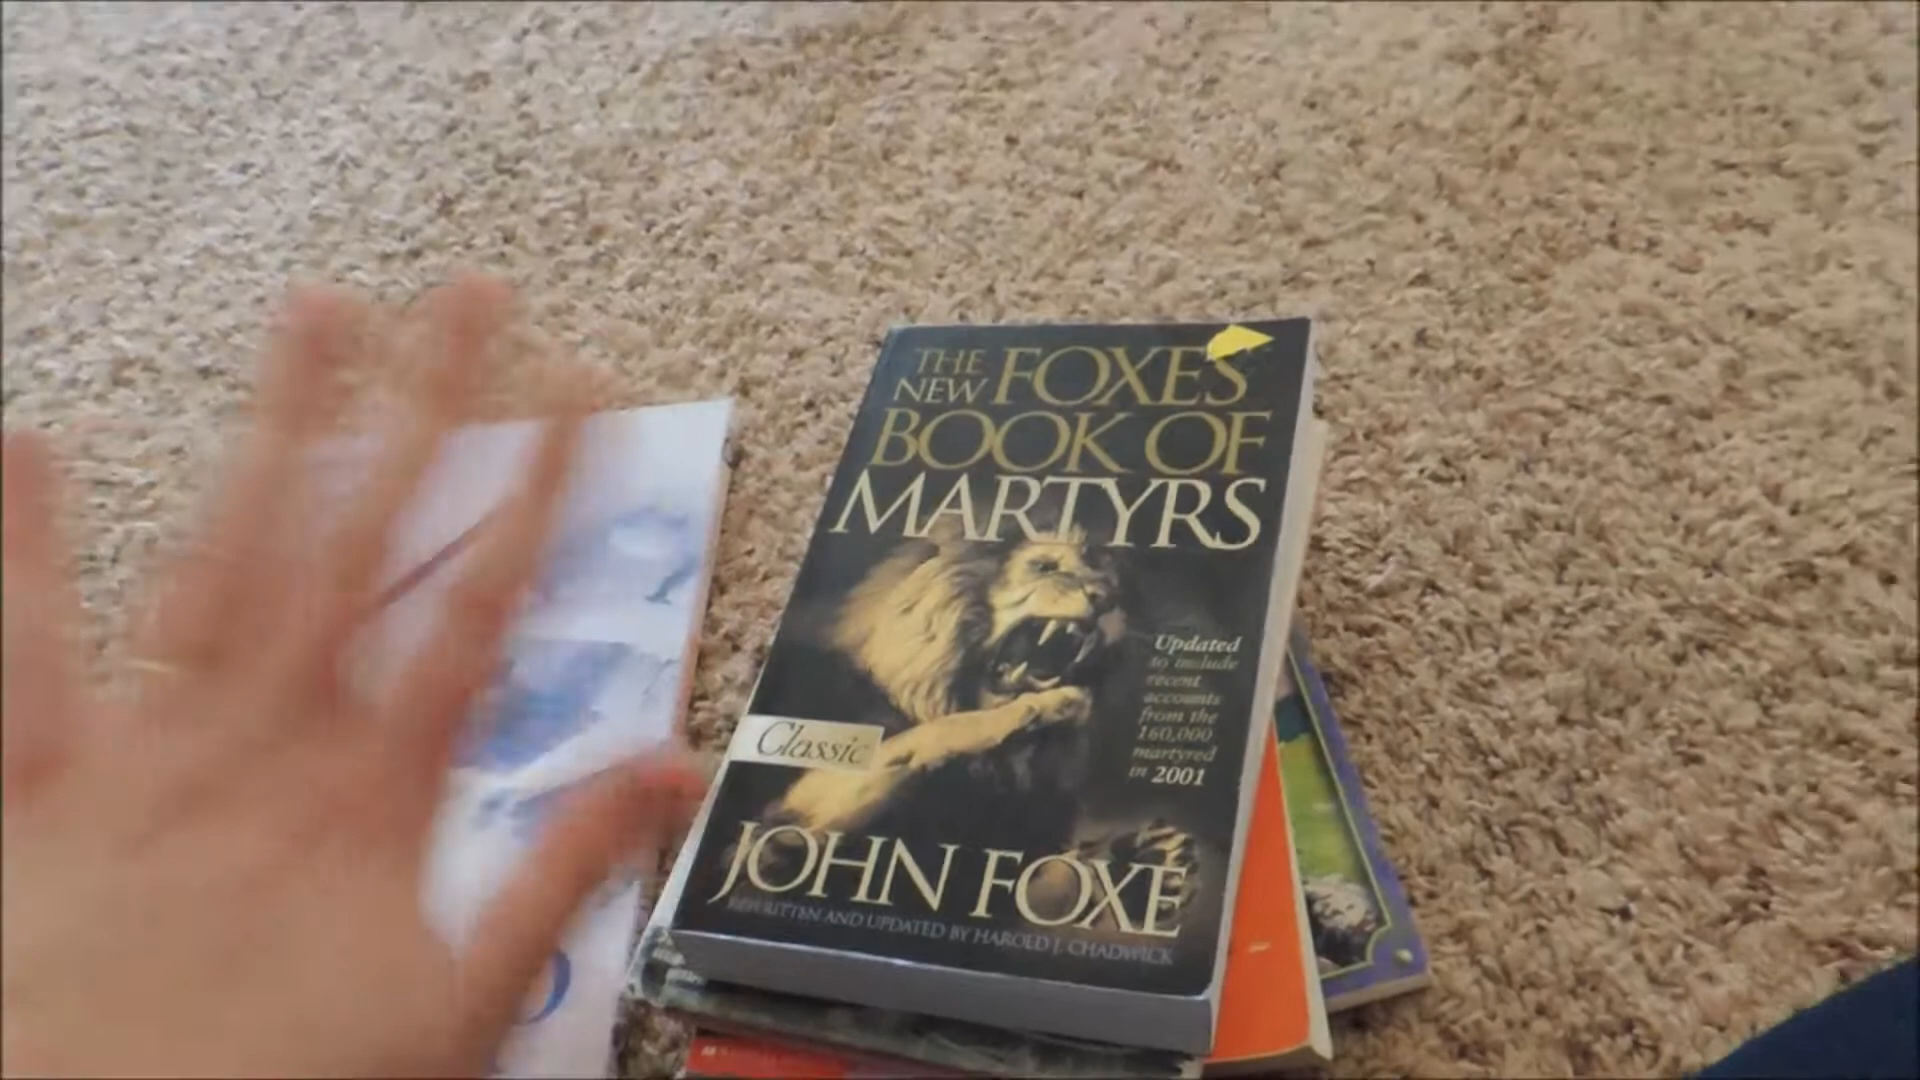 THE
NEW FOXES
BOOK OF
MARTYRS
Updated
to include
recent
accounts
from the
160,000
martyred
in 2001
Classic
JOHN FOXE
REWRITTEN AND UPDATED BY HAROLD J. CHADWICK